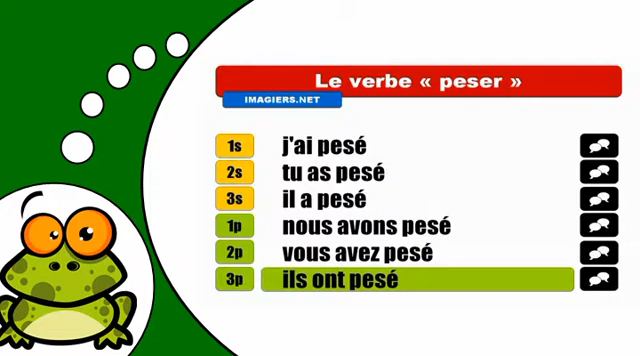 Le verbe « peser »
IMAGIERS.NET
1s j'ai pesé
2s tu as pesé
3s il a pesé
1p nous avons pesé
2p vous avez pesé
3p ils ont pesé